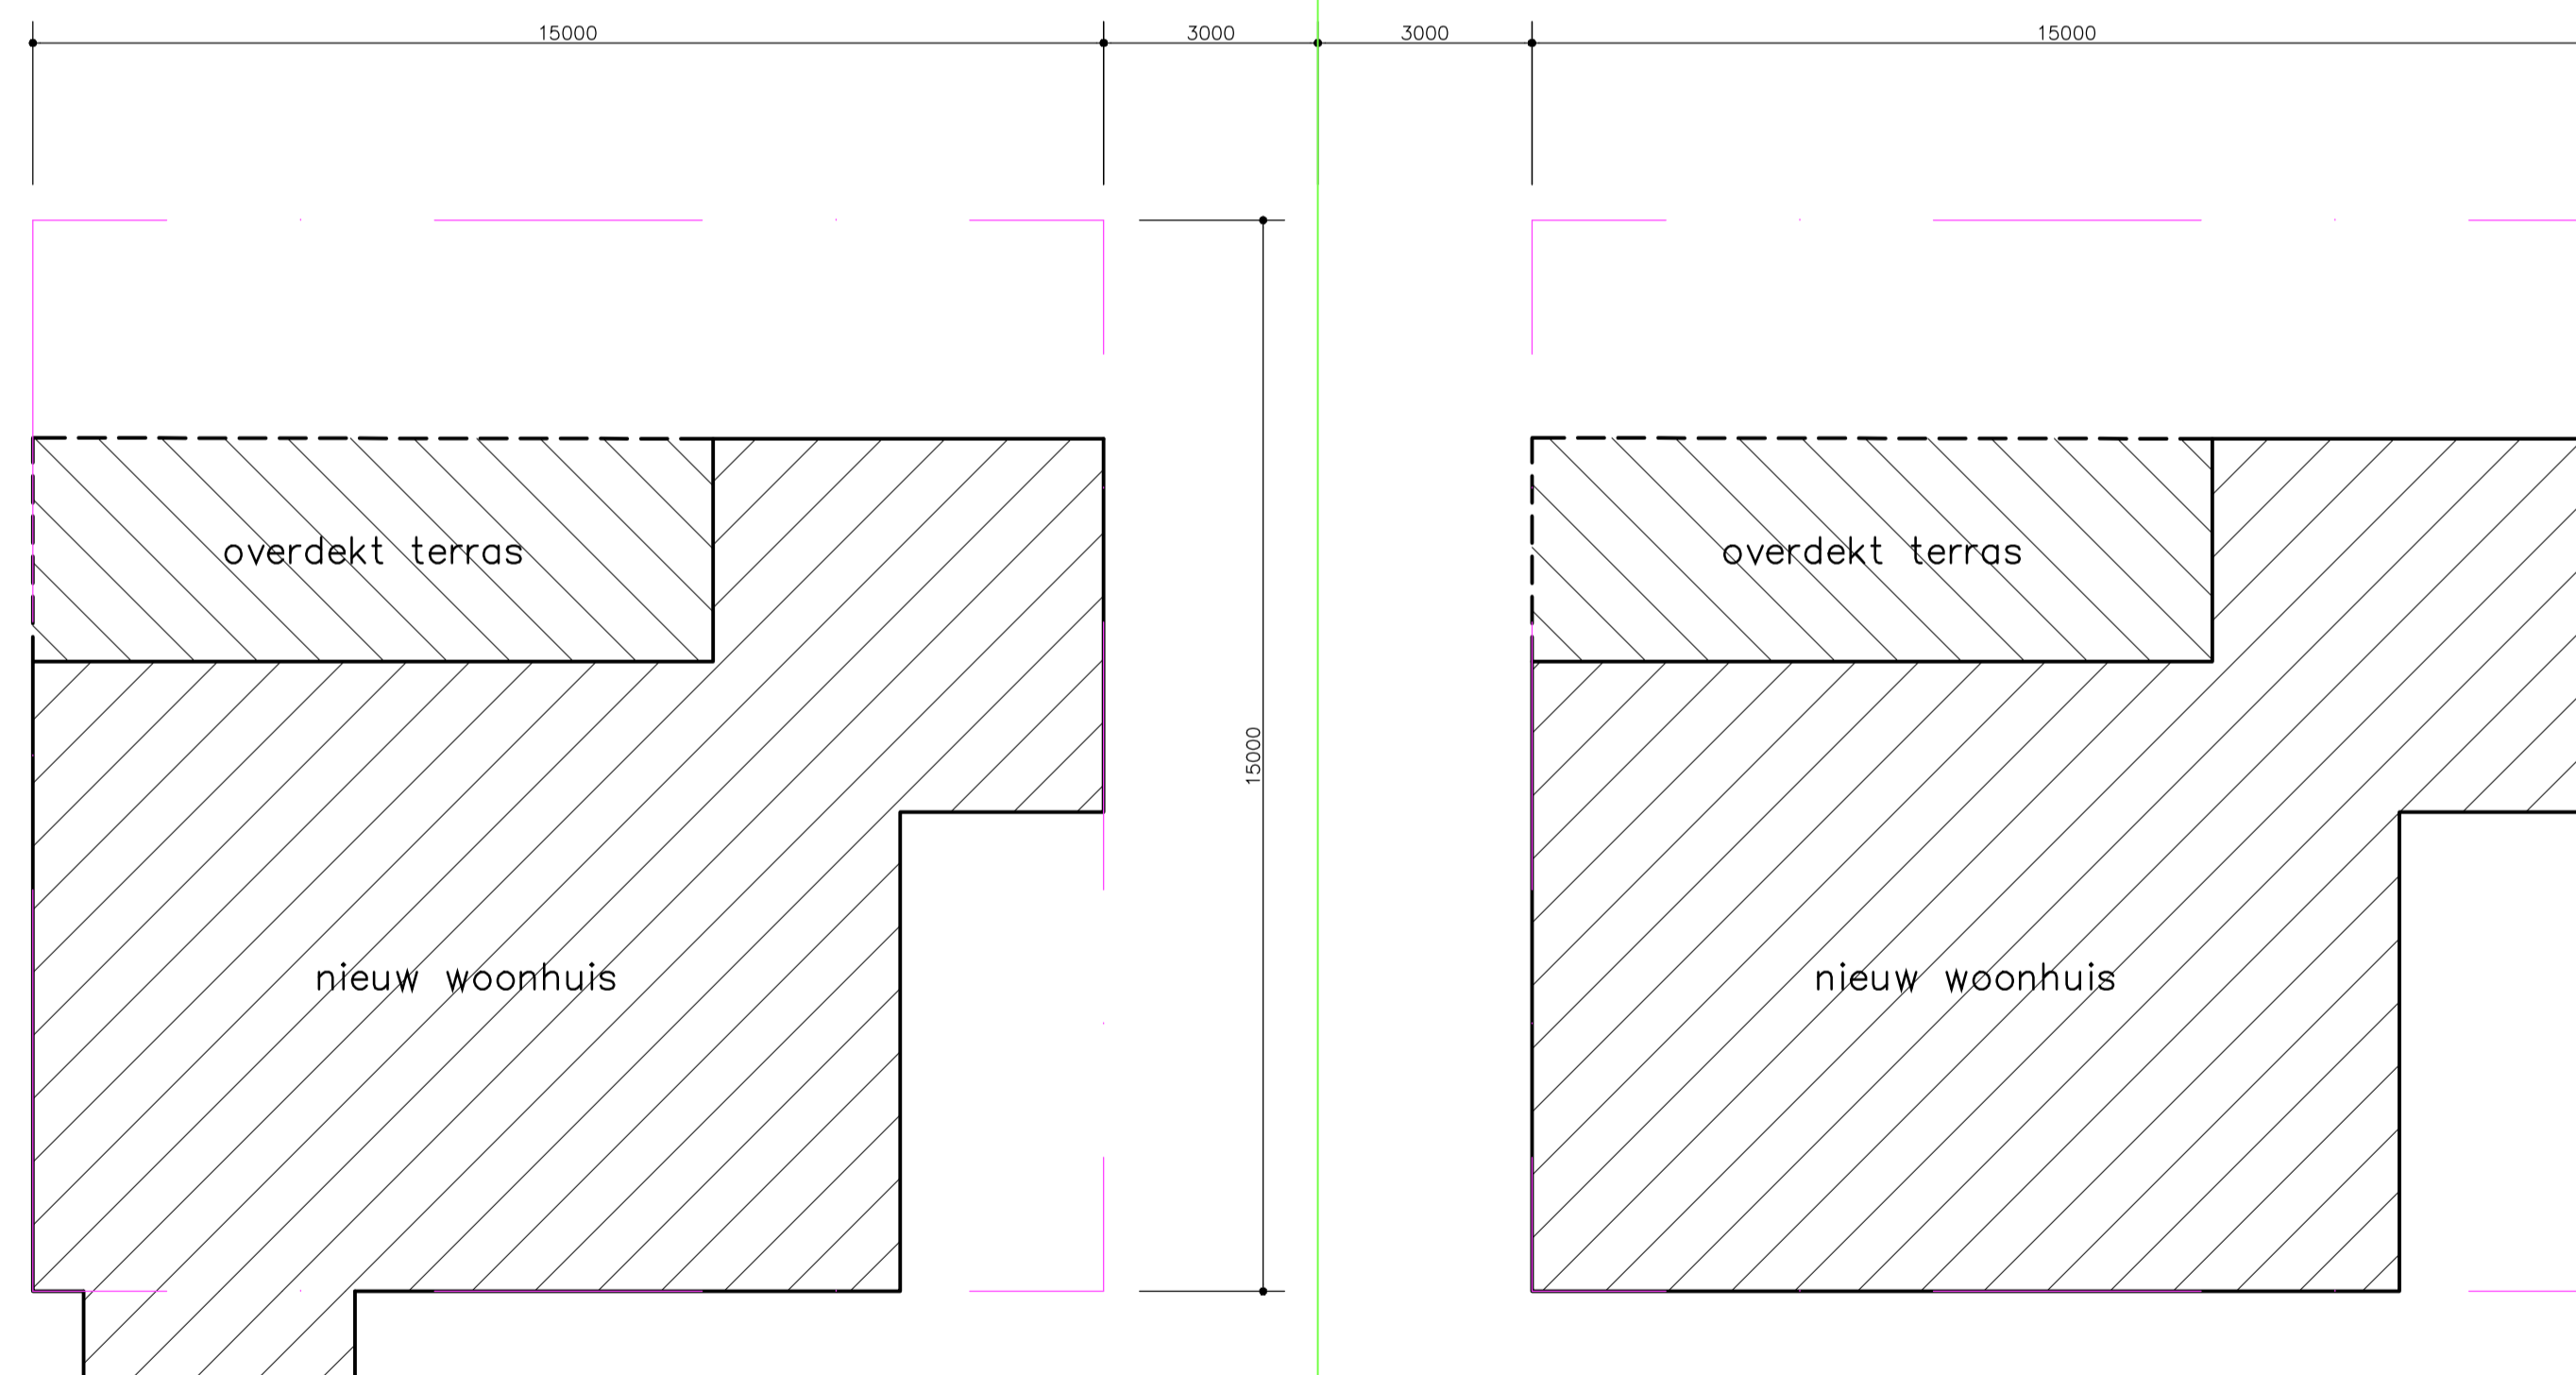 15000 3000 3000 15000
overdekt terras overdekt terras
15000
nieuw woonhuis nieuw woonhuis